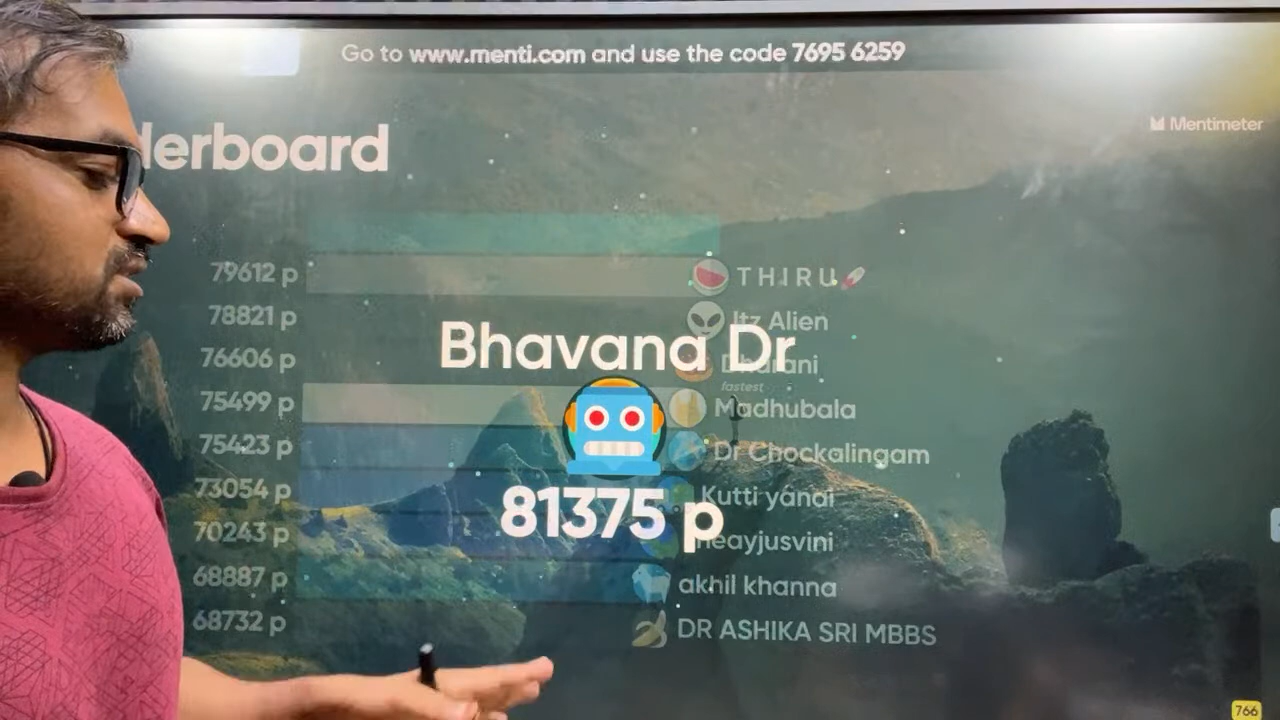 Go to www.menti.com and use the code 7695 6259
Mentimeter
derboard
79612 p THIRU
78821 p Itz Alien
Bhavana Dr
76606 p Dharani
fastest
75499 p Madhubala
75423 p Dr Chockalingam
73054 p Kutti yanai
81375 p
70243 p heayjusvini
68887 p akhil khanna
68732 p DR ASHIKA SRI MBBS
766